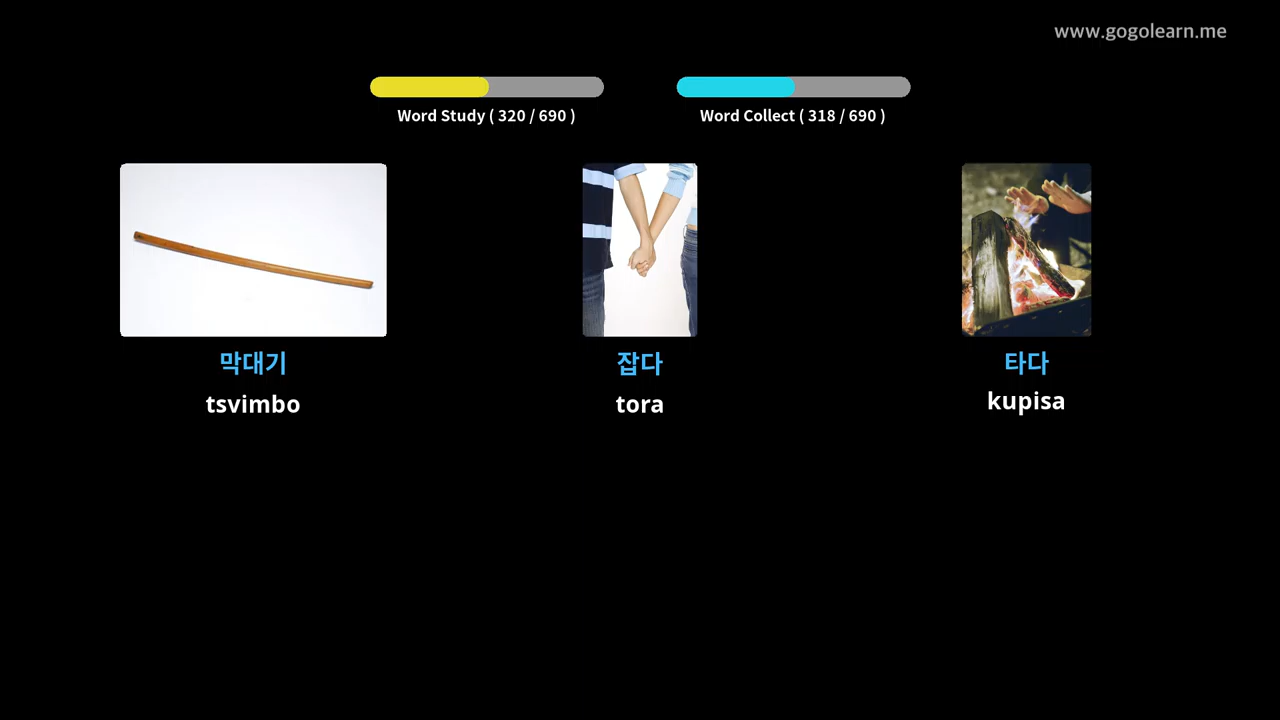 www.gogolearn.me
Word Study ( 320 / 690 )
Word Collect ( 318 / 690 )
막대기
tsvimbo
잡다
tora
타다
kupisa